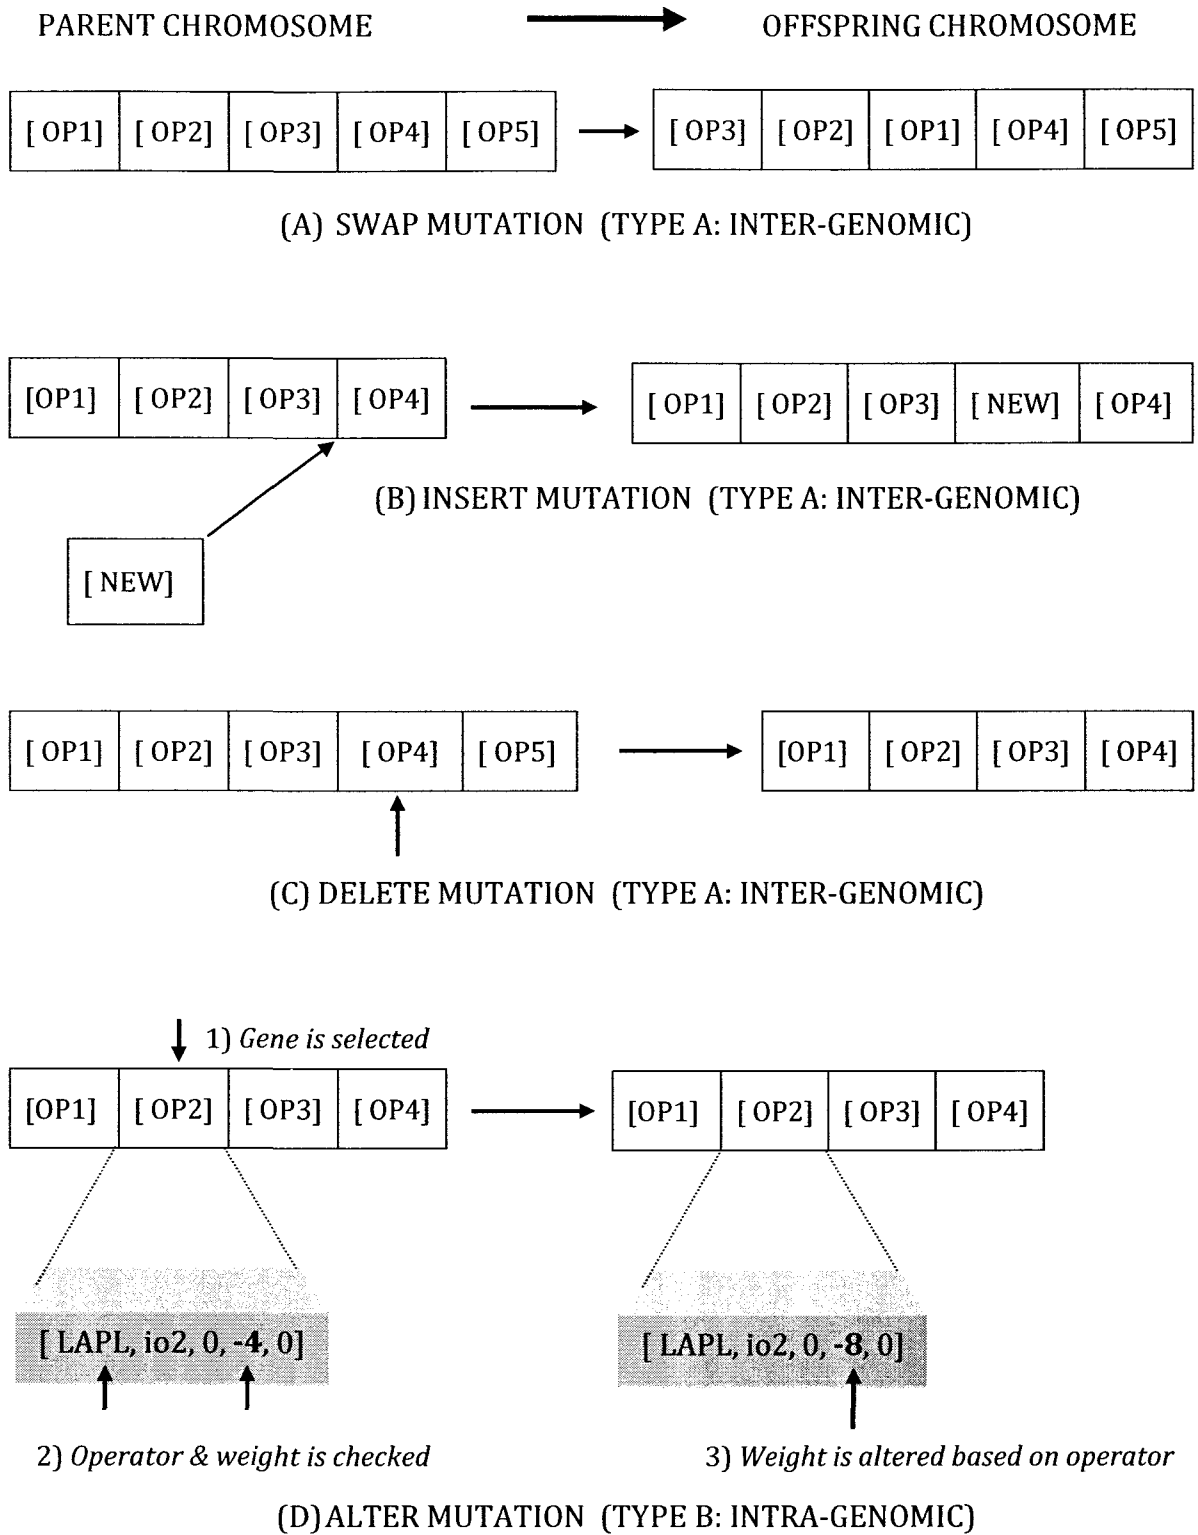 PARENT CHROMOSOME OFFSPRING CHROMOSOME
[ OP1] [ OP2] [ OP3] [ OP4] [ OP5] [ OP3] [ OP2] [ OP1] [ OP4] [ OP5]
(A) SWAP MUTATION (TYPE A: INTER-GENOMIC)
[OP1] [ OP2] [ OP3] [ OP4] [ OP1] [ OP2] [ OP3] [ NEW] [ OP4]
(B) INSERT MUTATION (TYPE A: INTER-GENOMIC)
[ NEW]
[ OP1] [ OP2] [ OP3] [ OP4] [ OP5] [OP1] [ OP2] [ OP3] [ OP4]
(C) DELETE MUTATION (TYPE A: INTER-GENOMIC)
1) Gene is selected
[OP1] [ OP2] [ OP3] [ OP4] [OP1] [ OP2] [ OP3] [ OP4]
[ LAPL, io2, 0, -4, 0] [ LAPL, io2, 0, -8, 0]
2) Operator & weight is checked 3) Weight is altered based on operator
(D) ALTER MUTATION (TYPE B: INTRA-GENOMIC)